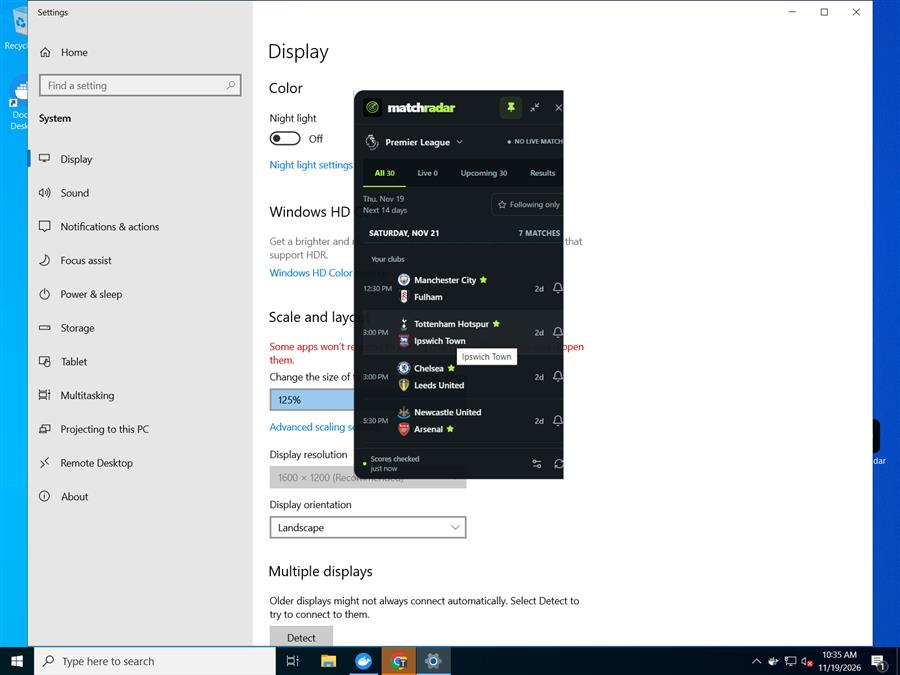 Settings
Home
Find a setting
System
Display
Sound
Notifications & actions
Focus assist
Power & sleep
Storage
Tablet
Multitasking
Projecting to this PC
Remote Desktop
About
Display
Color
Night light
Off
Night light settings
Windows HD
Get a brighter and
that
support HDR.
Windows HD Color
Scale and
Some apps won't
open
them.
Change the size of
125%
Advanced scaling
Display resolution
1600 × 1200 (Recommended)
Display orientation
Landscape
Multiple displays
Older displays might not always connect automatically. Select Detect to
try to connect to them.
Detect
matchradar
Premier League
NO LIVE MATCH
All 30
Live 0
Upcoming 30
Results
Thu, Nov 19
Next 14 days
Following only
SATURDAY, NOV 21
7 MATCHES
Your clubs
12:30 PM
Manchester City
Fulham
2d
3:00 PM
Tottenham Hotspur
Ipswich Town
2d
Ipswich Town
3:00 PM
Chelsea
Leeds United
2d
5:30 PM
Newcastle United
Arsenal
2d
Scores checked
just now
Type here to search
10:35 AM
11/19/2026
1